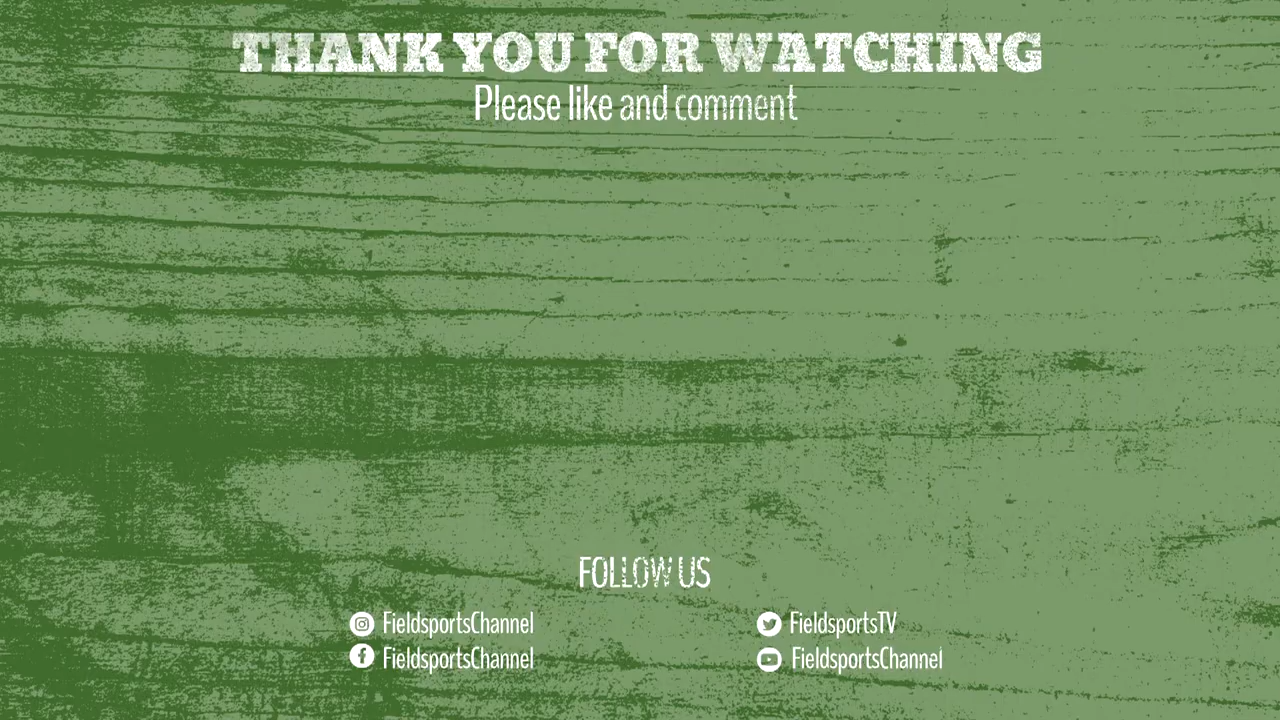 THANK YOU FOR WATCHING
Please like and comment
FOLLOW US
FieldsportsChannel
FieldsportsTV
FieldsportsChannel
FieldsportsChannel